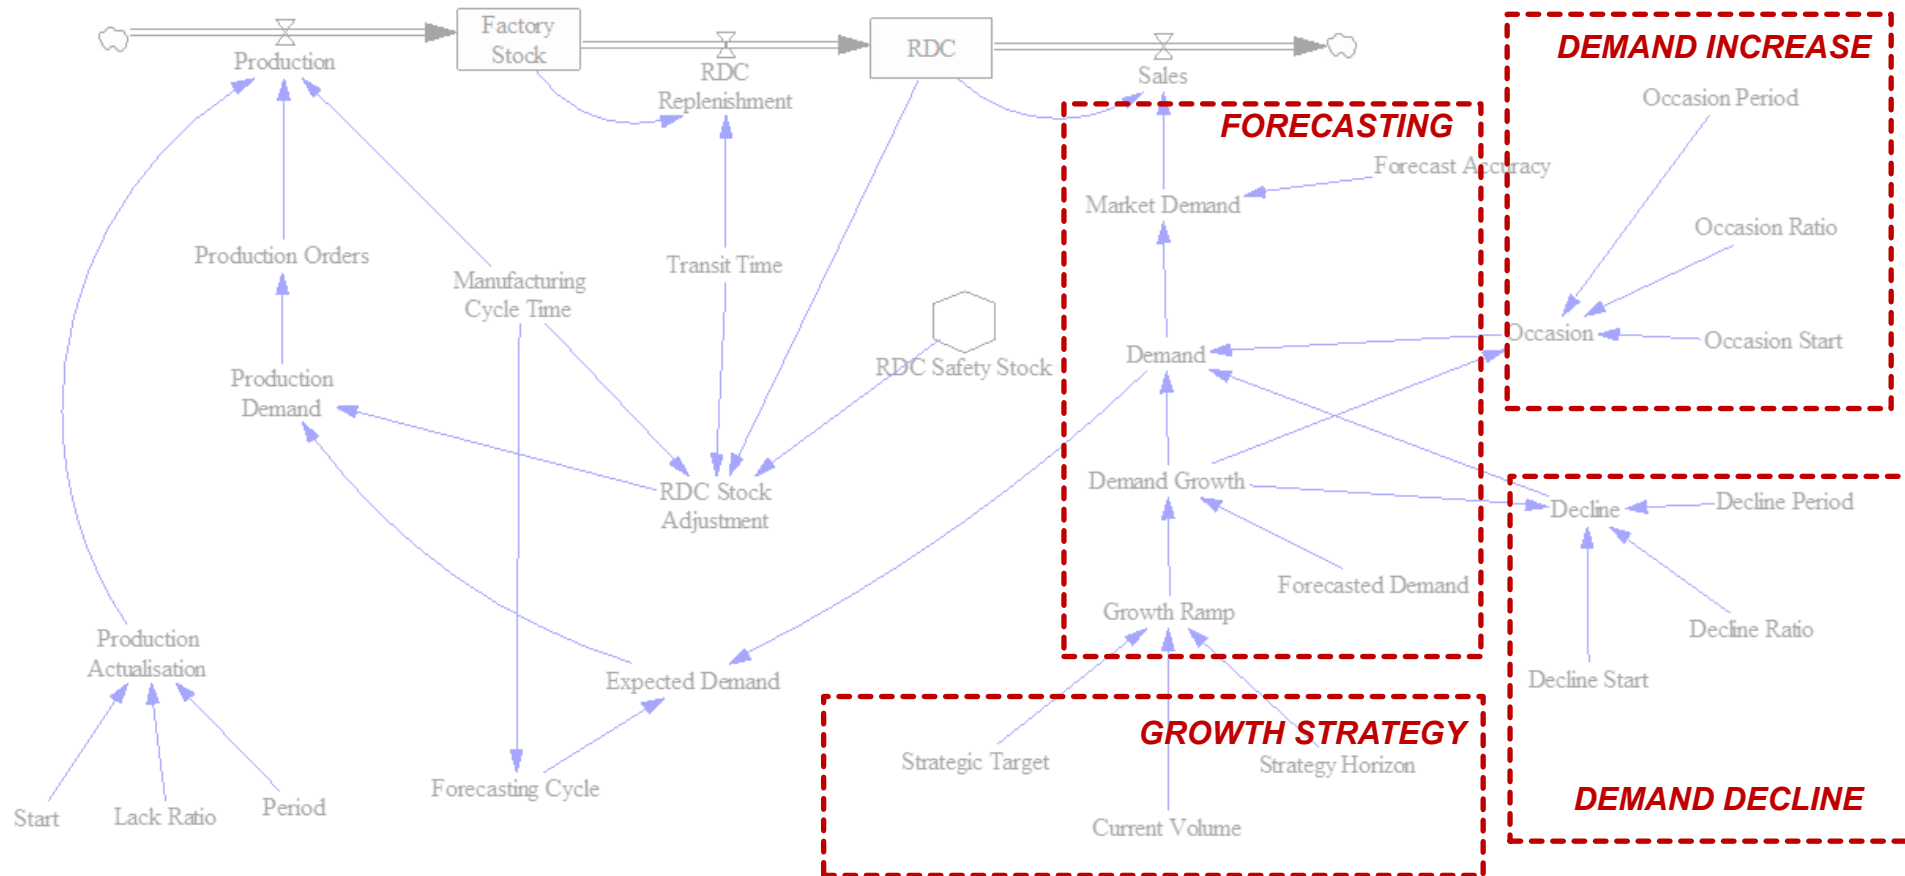 Factory
Stock
Production
RDC
Replenishment
RDC
Sales
DEMAND INCREASE
Occasion Period
FORECASTING
Forecast Accuracy
Market Demand
Occasion Ratio
Production Orders
Manufacturing
Cycle Time
Transit Time
Occasion
Occasion Start
Demand
RDC Safety Stock
Production
Demand
Demand Growth
RDC Stock
Adjustment
Decline
Decline Period
Forecasted Demand
Growth Ramp
Decline Ratio
Production
Actualisation
Expected Demand
Decline Start
GROWTH STRATEGY
Strategic Target
Strategy Horizon
Forecasting Cycle
DEMAND DECLINE
Start
Lack Ratio
Period
Current Volume